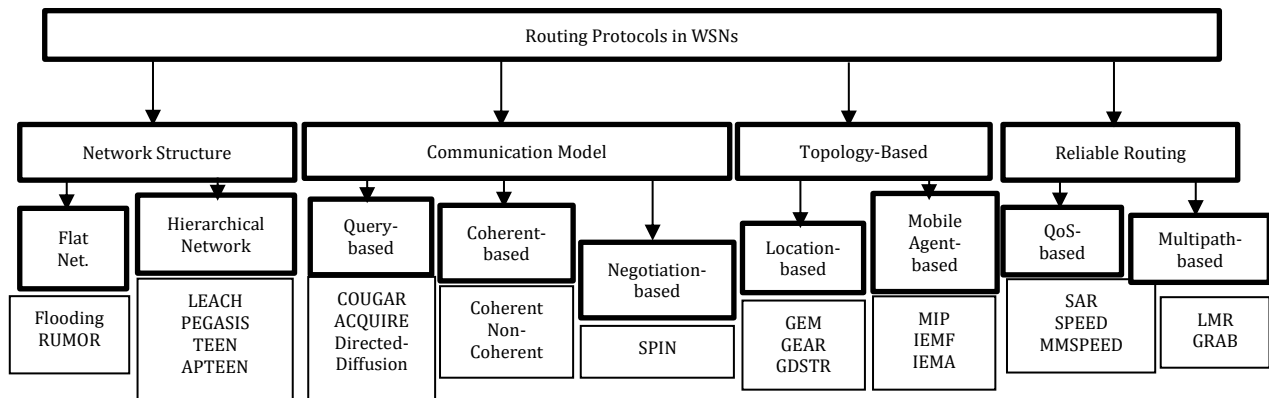 Routing Protocols in WSNs
Network Structure
Communication Model
Topology-Based
Reliable Routing
Flat
Net.
Hierarchical
Network
Query-
based
Coherent-
based
Negotiation-
based
Location-
based
Mobile
Agent-
based
QoS-
based
Multipath-
based
Flooding
RUMOR
LEACH
PEGASIS
TEEN
APTEEN
COUGAR
ACQUIRE
Directed-
Diffusion
Coherent
Non-
Coherent
SPIN
GEM
GEAR
GDSTR
MIP
IEMF
IEMA
SAR
SPEED
MMSPEED
LMR
GRAB